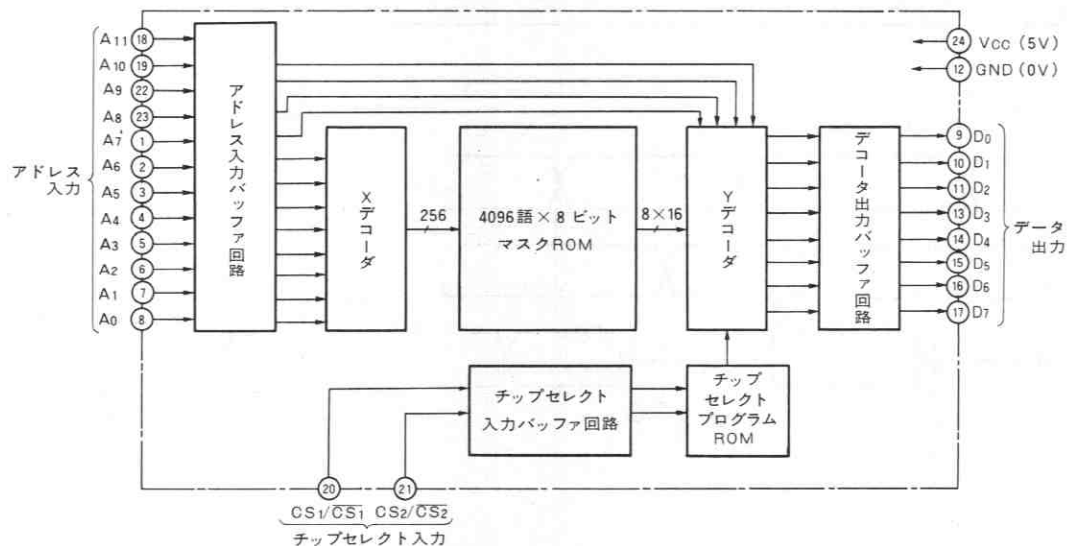 アドレス
入力
A11 18
A10 19
A9 22
A8 23
A7 1
A6 2
A5 3
A4 4
A3 5
A2 6
A1 7
A0 8
アドレス入力バッファ回路
Xデコーダ
256
4096語×8ビット
マスクROM
8×16
Yデコーダ
デコータ出力バッファ回路
24 VCC (5V)
12 GND (0V)
9 D0
10 D1
11 D2
13 D3
14 D4
15 D5
16 D6
17 D7
データ
出力
チップセレクト
入力バッファ回路
チップ
セレクト
プログラム
ROM
20
21
CS1/C̅S̅1̅ CS2/C̅S̅2̅
チップセレクト入力